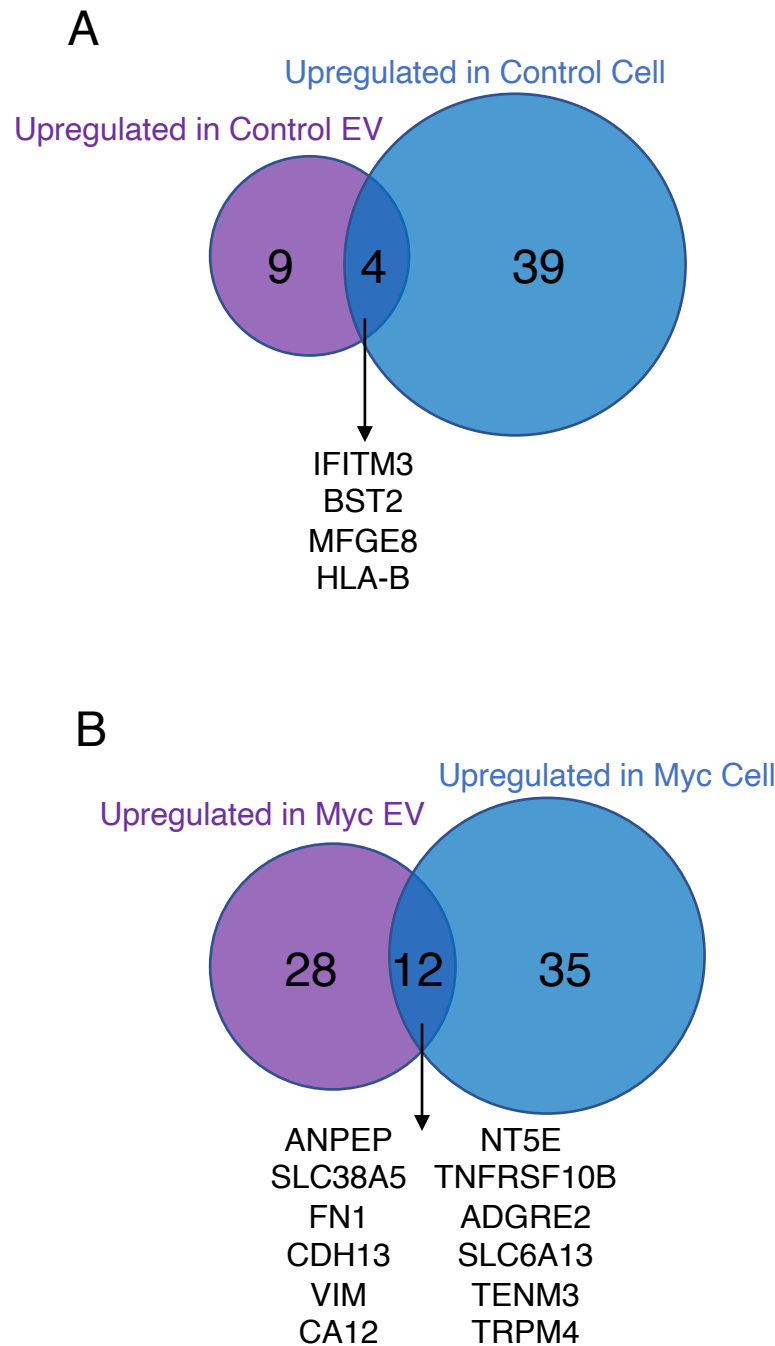 A
Upregulated in Control Cell
Upregulated in Control EV
9 4 39
IFITM3
BST2
MFGE8
HLA-B
B
Upregulated in Myc Cell
Upregulated in Myc EV
28 12 35
ANPEP NT5E
SLC38A5 TNFRSF10B
FN1 ADGRE2
CDH13 SLC6A13
VIM TENM3
CA12 TRPM4